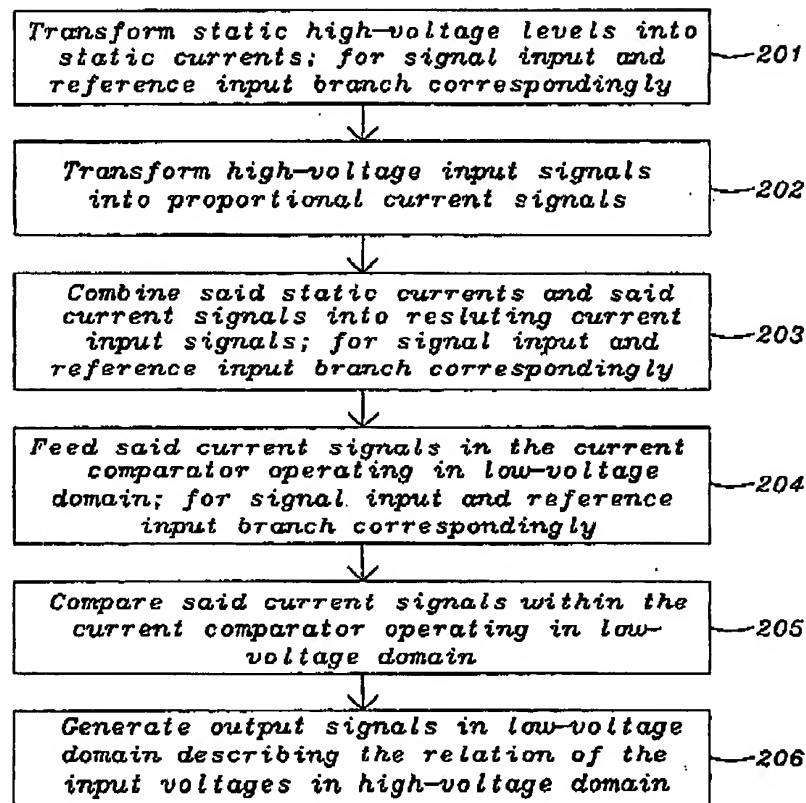 Transform static high-voltage levels into
static currents; for signal input and
reference input branch correspondingly
201
Transform high-voltage input signals
into proportional current signals
202
Combine said static currents and said
current signals into resluting current
input signals; for signal input and
reference input branch correspondingly
203
Feed said current signals in the current
comparator operating in low-voltage
domain; for signal input and reference
input branch correspondingly
204
Compare said current signals within the
current comparator operating in low-
voltage domain
205
Generate output signals in low-voltage
domain describing the relation of the
input voltages in high-voltage domain
206